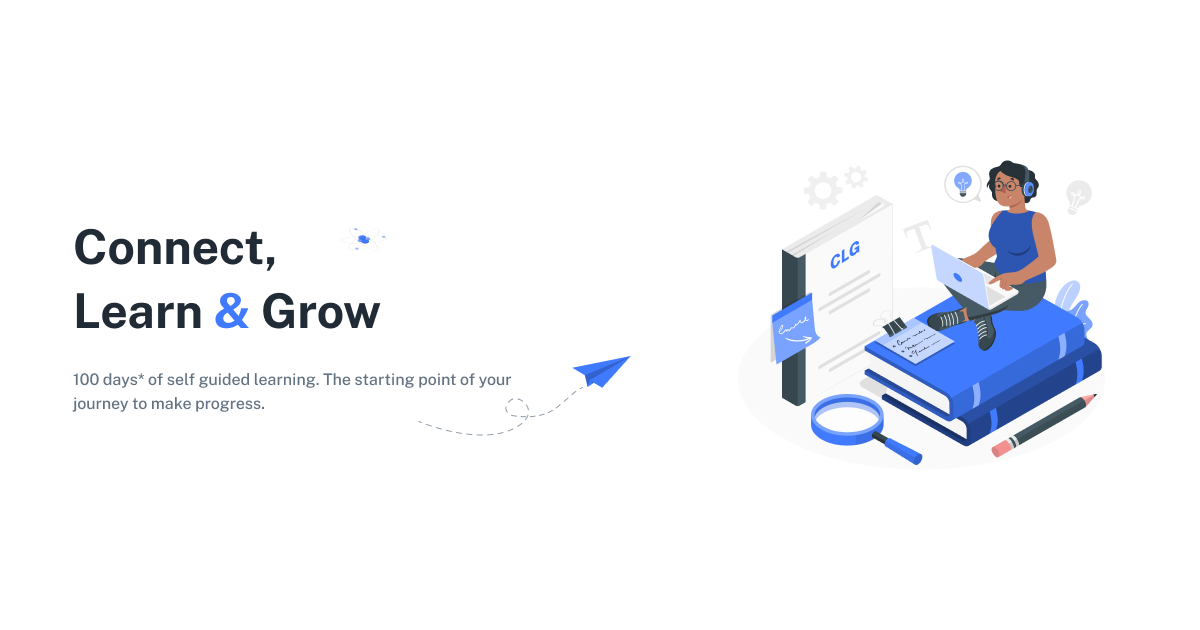 Connect,
Learn & Grow
100 days* of self guided learning. The starting point of your
journey to make progress.
CLG
T